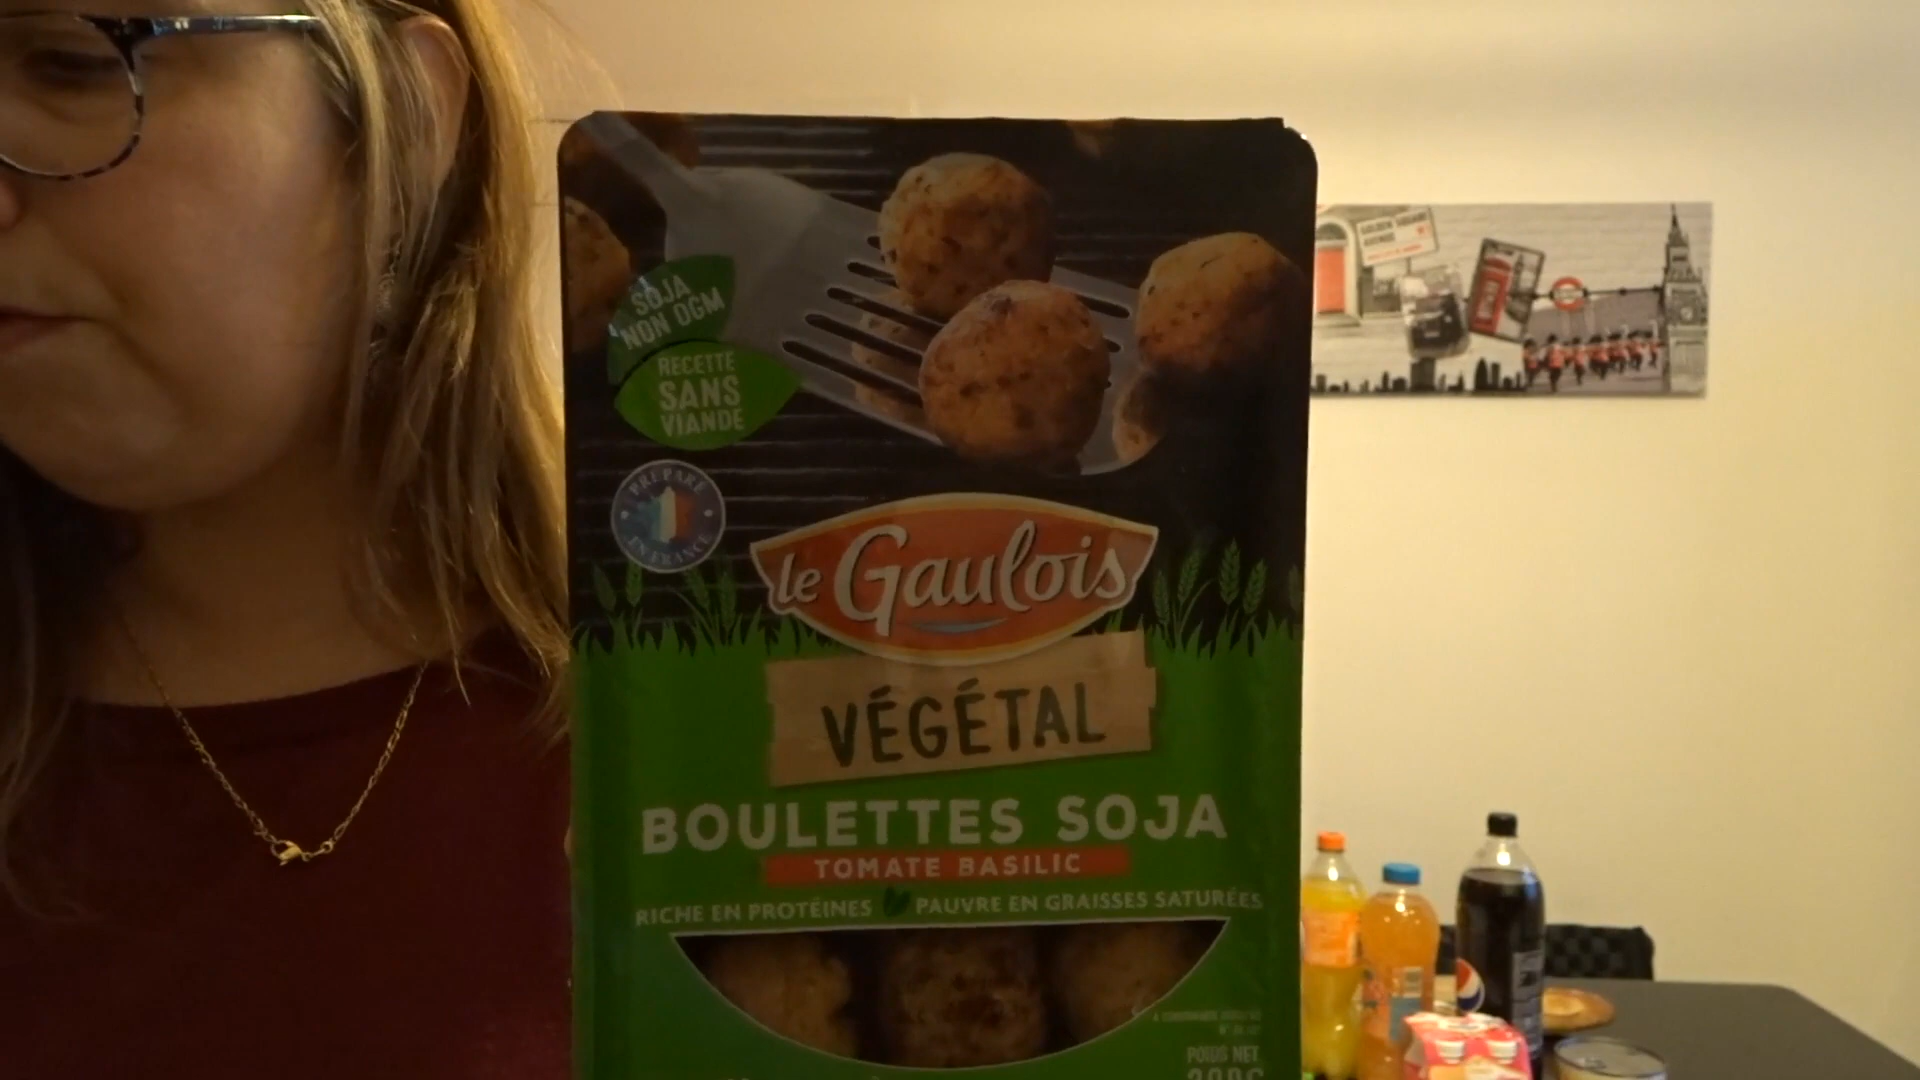 SOJA
NON OGM
RECETTE
SANS
VIANDE
PRÉPARÉ
EN FRANCE
le Gaulois
VÉGÉTAL
BOULETTES SOJA
TOMATE BASILIC
RICHE EN PROTÉINES PAUVRE EN GRAISSES SATURÉES
POIDS NET